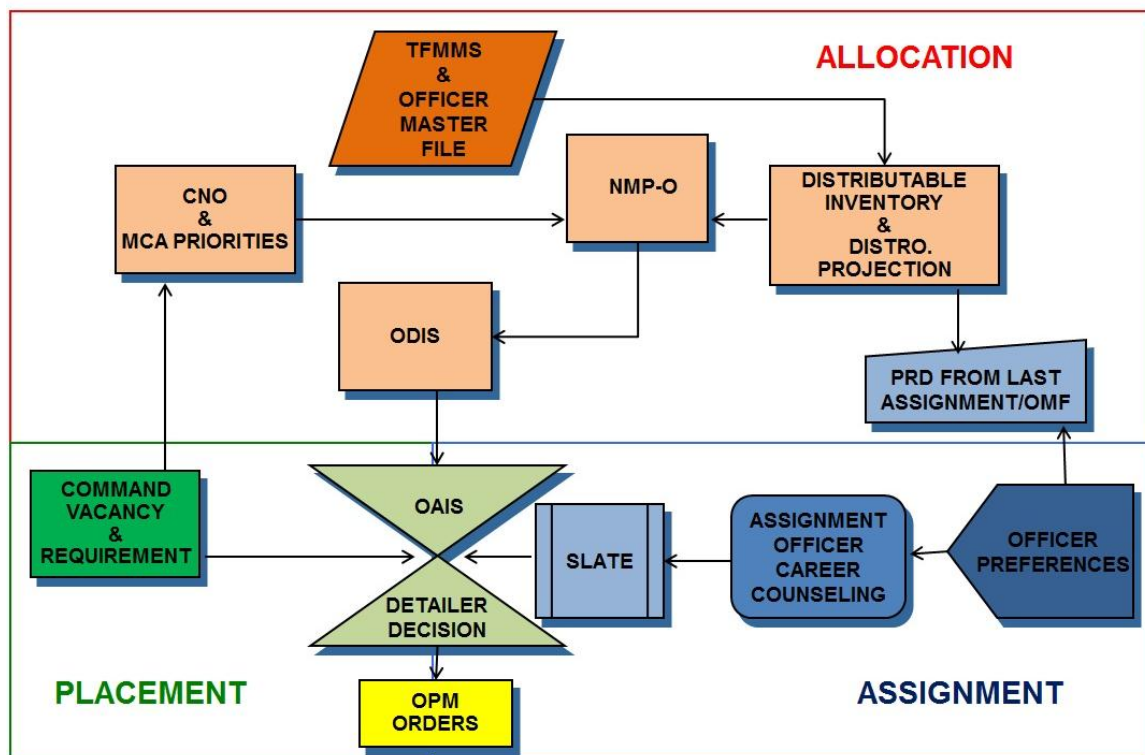 TFMMS
&
OFFICER
MASTER
FILE
ALLOCATION
CNO
&
MCA PRIORITIES
NMP-O
DISTRIBUTABLE
INVENTORY
&
DISTRO.
PROJECTION
ODIS
PRD FROM LAST
ASSIGNMENT/OMF
COMMAND
VACANCY
&
REQUIREMENT
OAIS
DETAILER
DECISION
SLATE
ASSIGNMENT
OFFICER
CAREER
COUNSELING
OFFICER
PREFERENCES
PLACEMENT
OPM
ORDERS
ASSIGNMENT